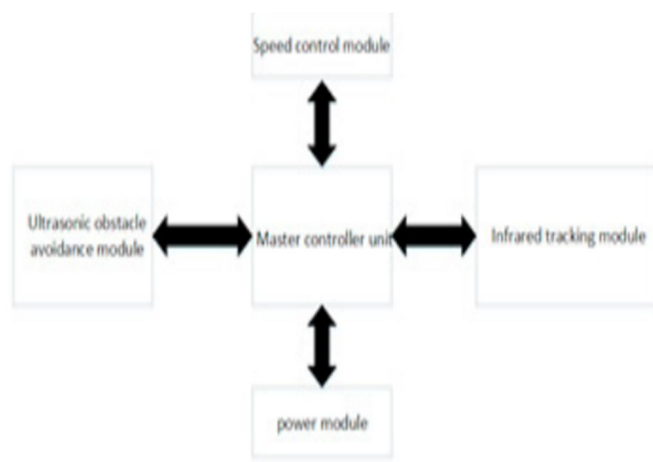 Speed control module
Ultrasonic obstacle
avoidance module
Master controller unit
Infrared tracking module
power module